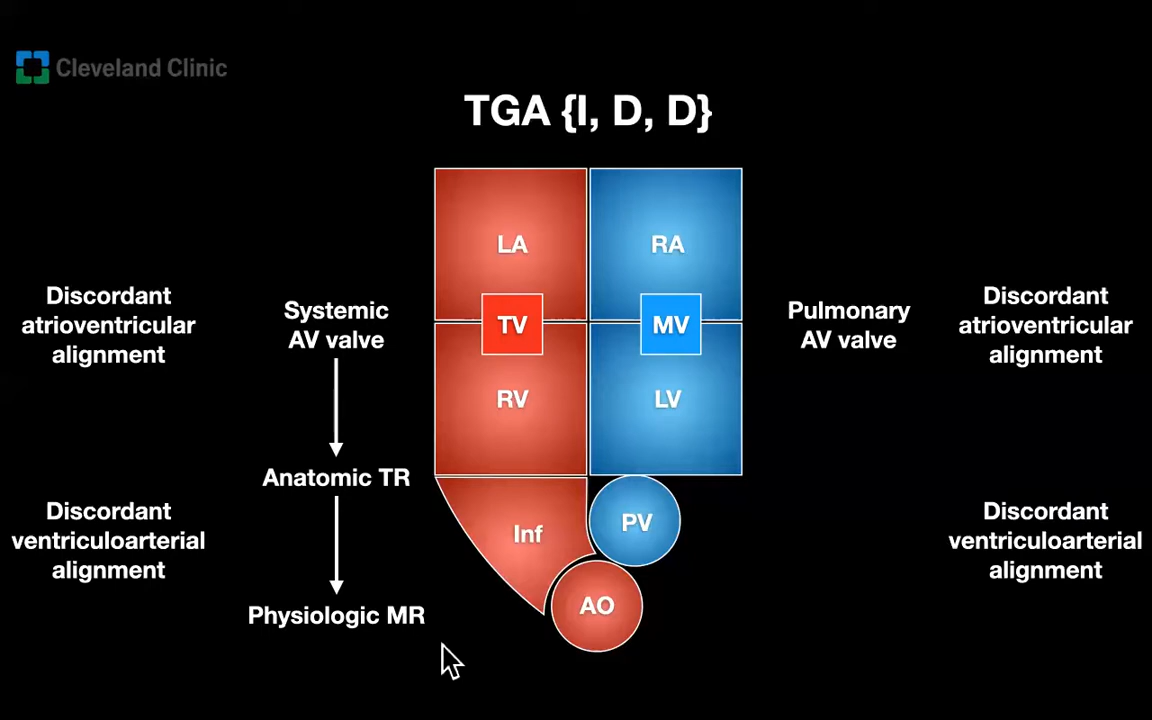 Cleveland Clinic
TGA {I, D, D}
LA
RA
Discordant
atrioventricular
alignment
Systemic
AV valve
TV
MV
Pulmonary
AV valve
Discordant
atrioventricular
alignment
RV
LV
Anatomic TR
Discordant
ventriculoarterial
alignment
Inf
PV
Discordant
ventriculoarterial
alignment
AO
Physiologic MR